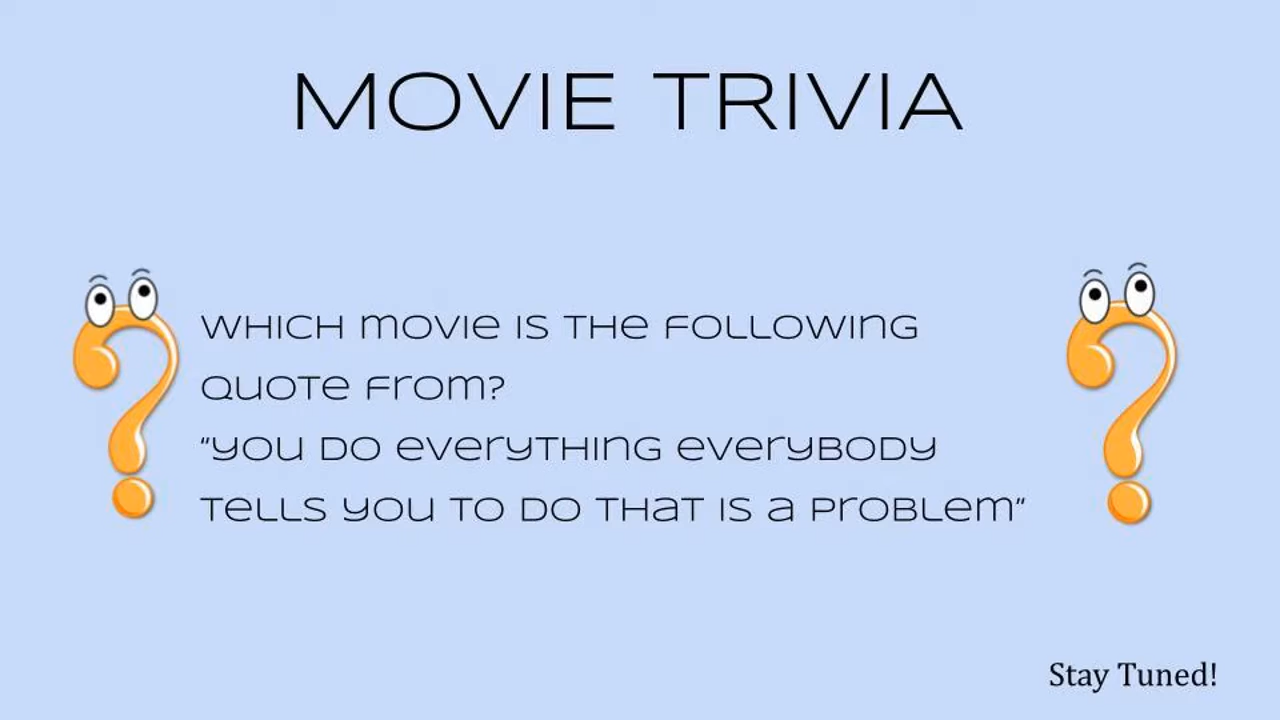 MOVIE TRIVIA
WHICH MOVIE IS THE FOLLOWING
QUOTE FROM?
“YOU DO EVERYTHING EVERYBODY
TELLS YOU TO DO THAT IS A PROBLEM”
Stay Tuned!